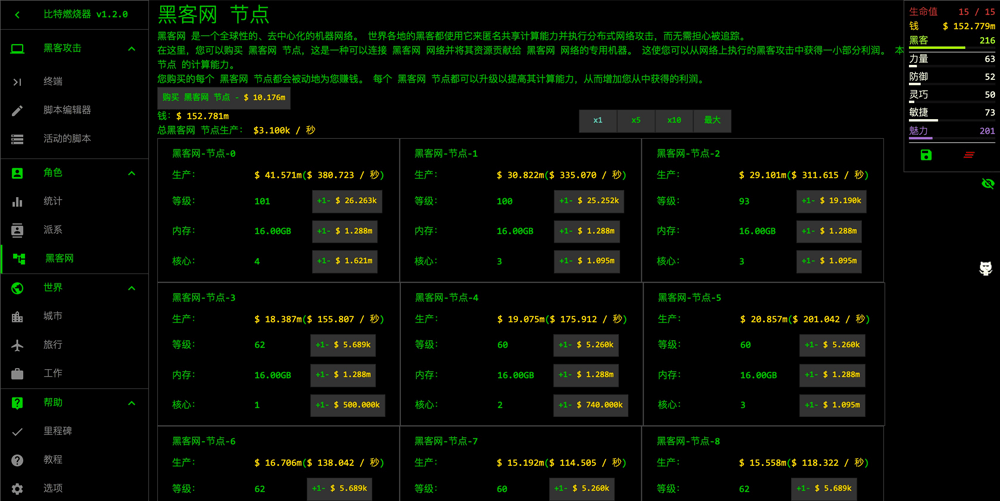 比特燃烧器 v1.2.0
黑客攻击
终端
脚本编辑器
活动的脚本
角色
统计
派系
黑客网
世界
城市
旅行
工作
帮助
里程碑
教程
选项
黑客网 节点
黑客网 是一个全球性的、去中心化的机器网络。 世界各地的黑客都使用它来匿名共享计算能力并执行分布式网络攻击，而无需担心被追踪。
在这里，您可以购买 黑客网 节点，这是一种可以连接 黑客网 网络并将其资源贡献给 黑客网 网络的专用机器。 这使您可以从网络上执行的黑客攻击中获得一小部分利润。 本
节点 的计算能力。
您购买的每个 黑客网 节点都会被动地为您赚钱。 每个 黑客网 节点都可以升级以提高其计算能力，从而增加您从中获得的利润。
购买 黑客网 节点 - $ 10.176m
钱: $ 152.781m
总黑客网 节点生产: $3.100k / 秒
x1 x5 x10 最大
黑客网-节点-0
生产: $ 41.571m($ 380.723 / 秒)
等级: 101 +1- $ 26.263k
内存: 16.00GB +1- $ 1.288m
核心: 4 +1- $ 1.621m
黑客网-节点-1
生产: $ 30.822m($ 335.070 / 秒)
等级: 100 +1- $ 25.252k
内存: 16.00GB +1- $ 1.288m
核心: 3 +1- $ 1.095m
黑客网-节点-2
生产: $ 29.101m($ 311.615 / 秒)
等级: 93 +1- $ 19.190k
内存: 16.00GB +1- $ 1.288m
核心: 3 +1- $ 1.095m
黑客网-节点-3
生产: $ 18.387m($ 155.807 / 秒)
等级: 62 +1- $ 5.689k
内存: 16.00GB +1- $ 1.288m
核心: 1 +1- $ 500.000k
黑客网-节点-4
生产: $ 19.075m($ 175.912 / 秒)
等级: 60 +1- $ 5.260k
内存: 16.00GB +1- $ 1.288m
核心: 2 +1- $ 740.000k
黑客网-节点-5
生产: $ 20.857m($ 201.042 / 秒)
等级: 60 +1- $ 5.260k
内存: 16.00GB +1- $ 1.288m
核心: 3 +1- $ 1.095m
黑客网-节点-6
生产: $ 16.706m($ 138.042 / 秒)
等级: 62 +1- $ 5.689k
黑客网-节点-7
生产: $ 15.192m($ 114.505 / 秒)
等级: 60 +1- $ 5.260k
黑客网-节点-8
生产: $ 15.558m($ 118.322 / 秒)
等级: 62 +1- $ 5.689k
生命值 15 / 15
钱 $ 152.779m
黑客 216
力量 63
防御 52
灵巧 50
敏捷 73
魅力 201